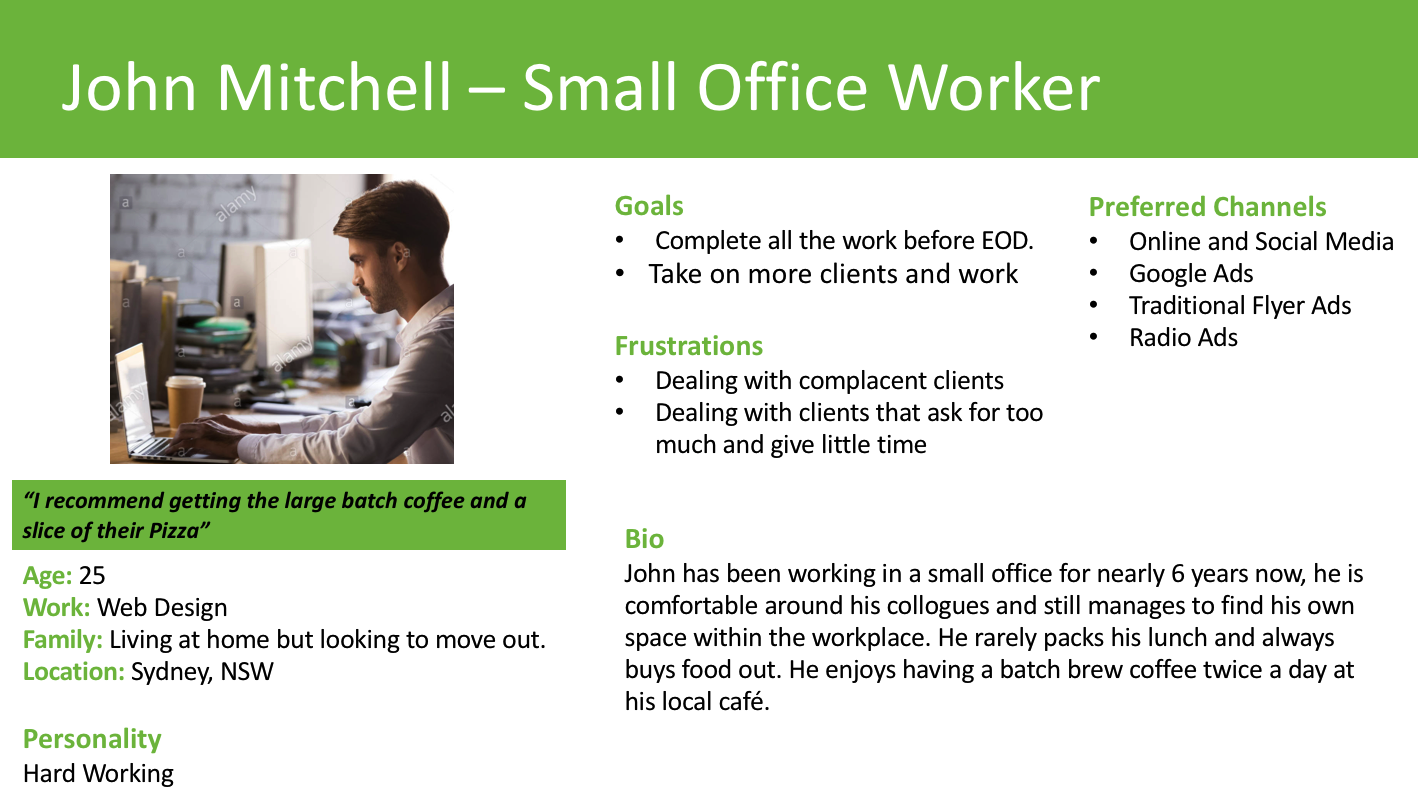 John Mitchell – Small Office Worker
alamy
a
a
a
a
a
a
alamy
a
a
a
“I recommend getting the large batch coffee and a
slice of their Pizza”
Age: 25
Work: Web Design
Family: Living at home but looking to move out.
Location: Sydney, NSW
Personality
Hard Working
Goals
• Complete all the work before EOD.
• Take on more clients and work
Frustrations
• Dealing with complacent clients
• Dealing with clients that ask for too
much and give little time
Preferred Channels
• Online and Social Media
• Google Ads
• Traditional Flyer Ads
• Radio Ads
Bio
John has been working in a small office for nearly 6 years now, he is
comfortable around his collogues and still manages to find his own
space within the workplace. He rarely packs his lunch and always
buys food out. He enjoys having a batch brew coffee twice a day at
his local café.